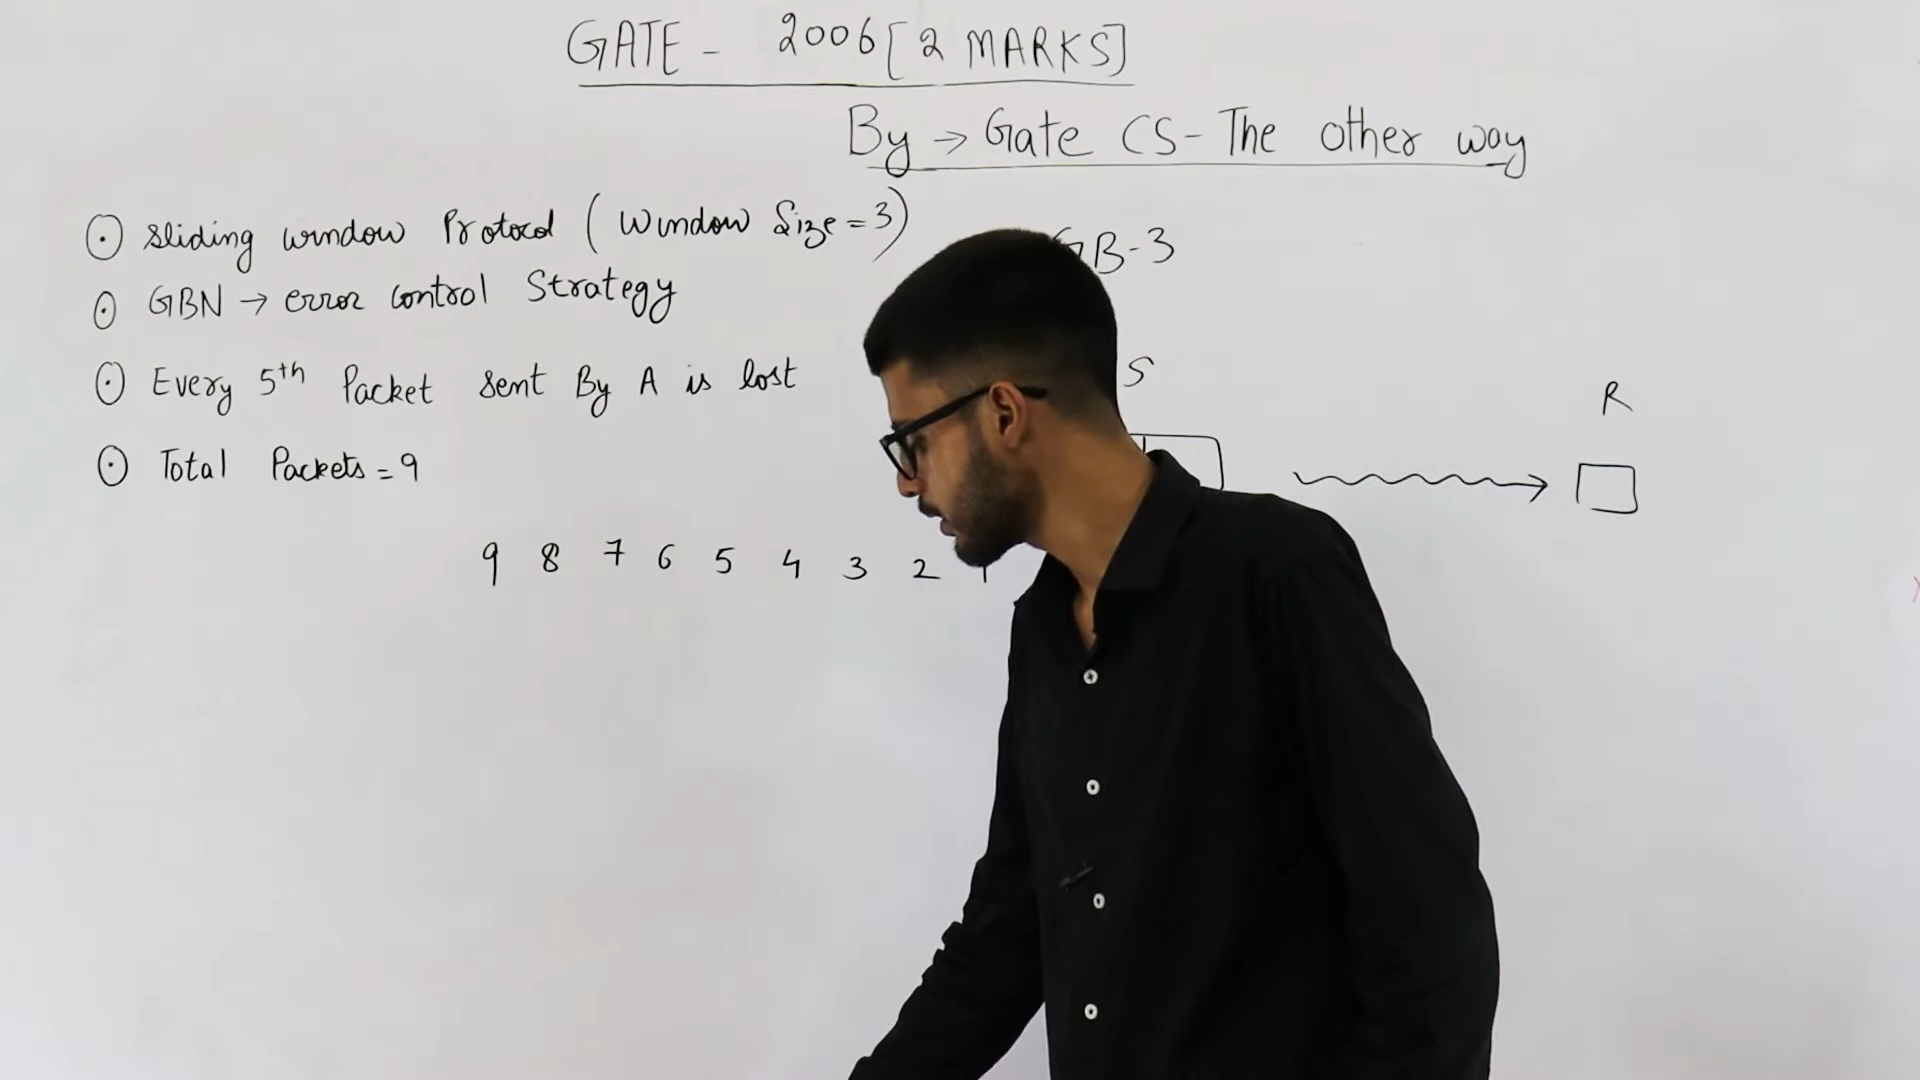 GATE - 2006 [2 MARKS]
By → Gate CS - The other way
⊙ Sliding window Protocol (Window Size = 3)
⊙ GBN → error control Strategy
⊙ Every 5th Packet sent By A is lost
⊙ Total Packets = 9
GB-3
S
R
9 8 7 6 5 4 3 2 1